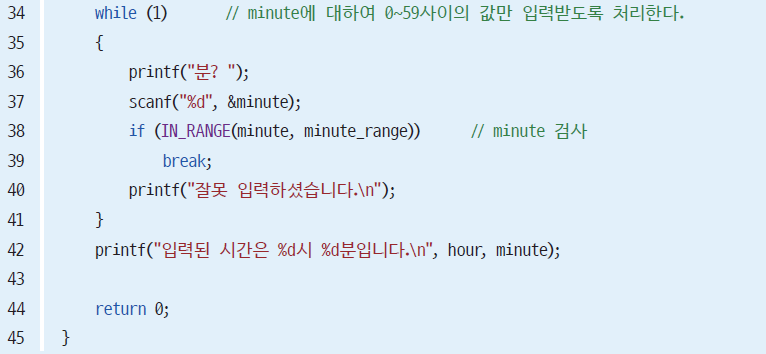 34 while (1) // minute에 대하여 0~59사이의 값만 입력받도록 처리한다.
35 {
36 printf("분? ");
37 scanf("%d", &minute);
38 if (IN_RANGE(minute, minute_range)) // minute 검사
39 break;
40 printf("잘못 입력하셨습니다.\n");
41 }
42 printf("입력된 시간은 %d시 %d분입니다.\n", hour, minute);
43
44 return 0;
45 }